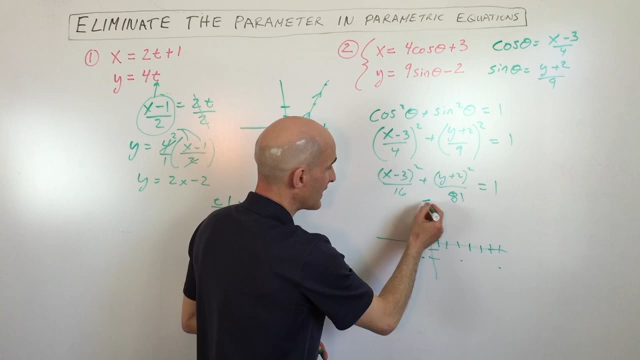 ELIMINATE THE PARAMETER IN PARAMETRIC EQUATIONS
① x = 2t+1
y = 4t
x-1/2 = 2t/2
y = 4²/1 (x-1/2)
y = 2x-2
② x = 4cosθ+3
y = 9sinθ-2
cosθ = x-3/4
sinθ = y+2/9
cos²θ + sin²θ = 1
(x-3/4)² + (y+2/9)² = 1
(x-3)²/16 + (y+2)²/81 = 1